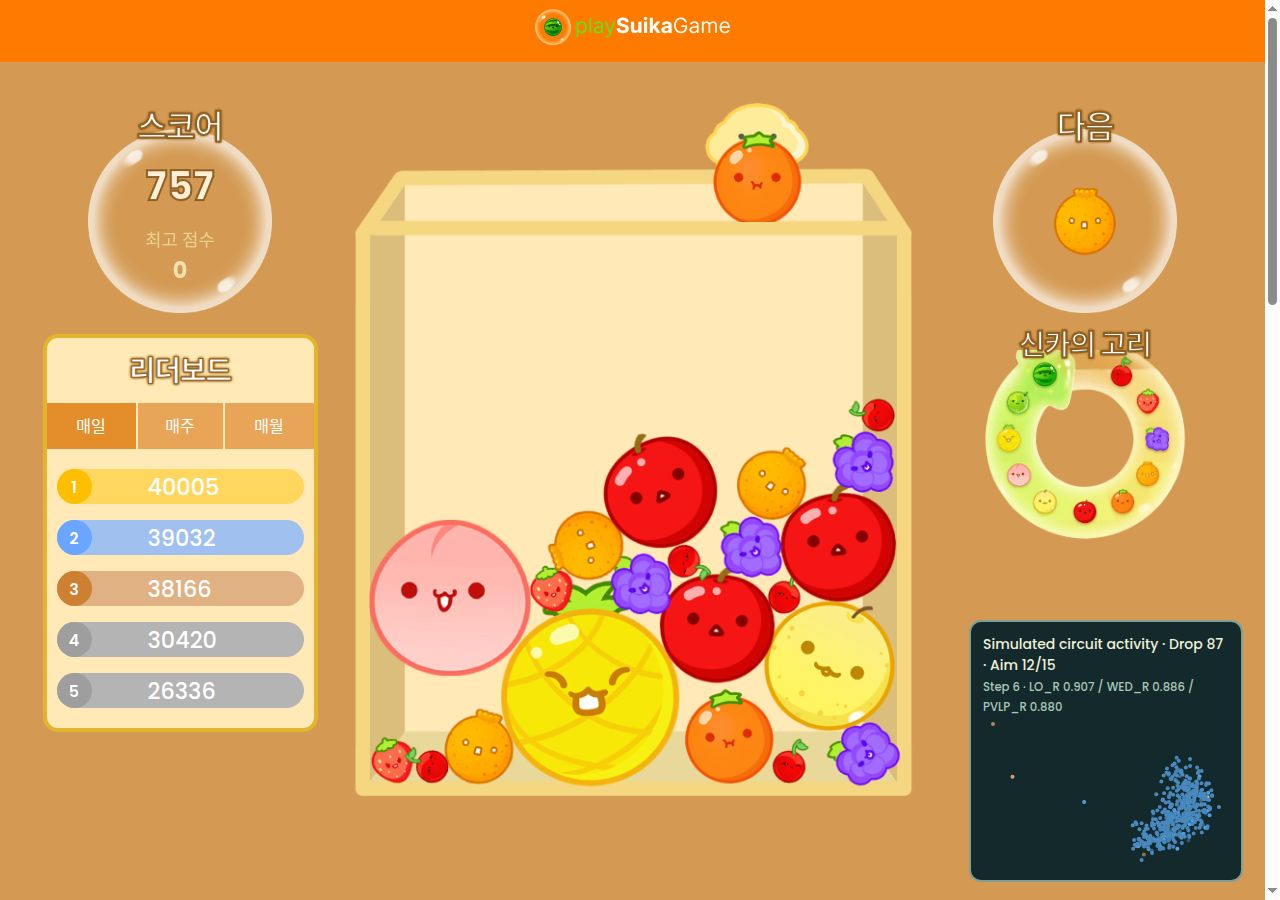 playSuikaGame
스코어
757
최고 점수
0
다음
신카의 고리
리더보드
매일 매주 매월
1 40005
2 39032
3 38166
4 30420
5 26336
Simulated circuit activity · Drop 87
· Aim 12/15
Step 6 · LO_R 0.907 / WED_R 0.886 /
PVLP_R 0.880